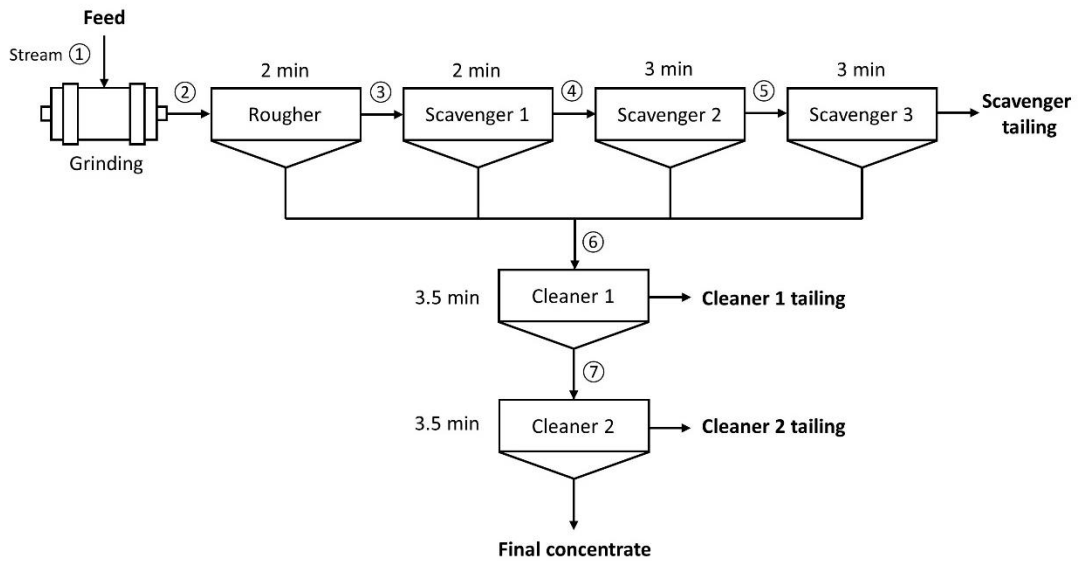 Feed
Stream ①
Grinding
②
2 min
Rougher
③
2 min
Scavenger 1
④
3 min
Scavenger 2
⑤
3 min
Scavenger 3
Scavenger
tailing
⑥
3.5 min
Cleaner 1
Cleaner 1 tailing
⑦
3.5 min
Cleaner 2
Cleaner 2 tailing
Final concentrate